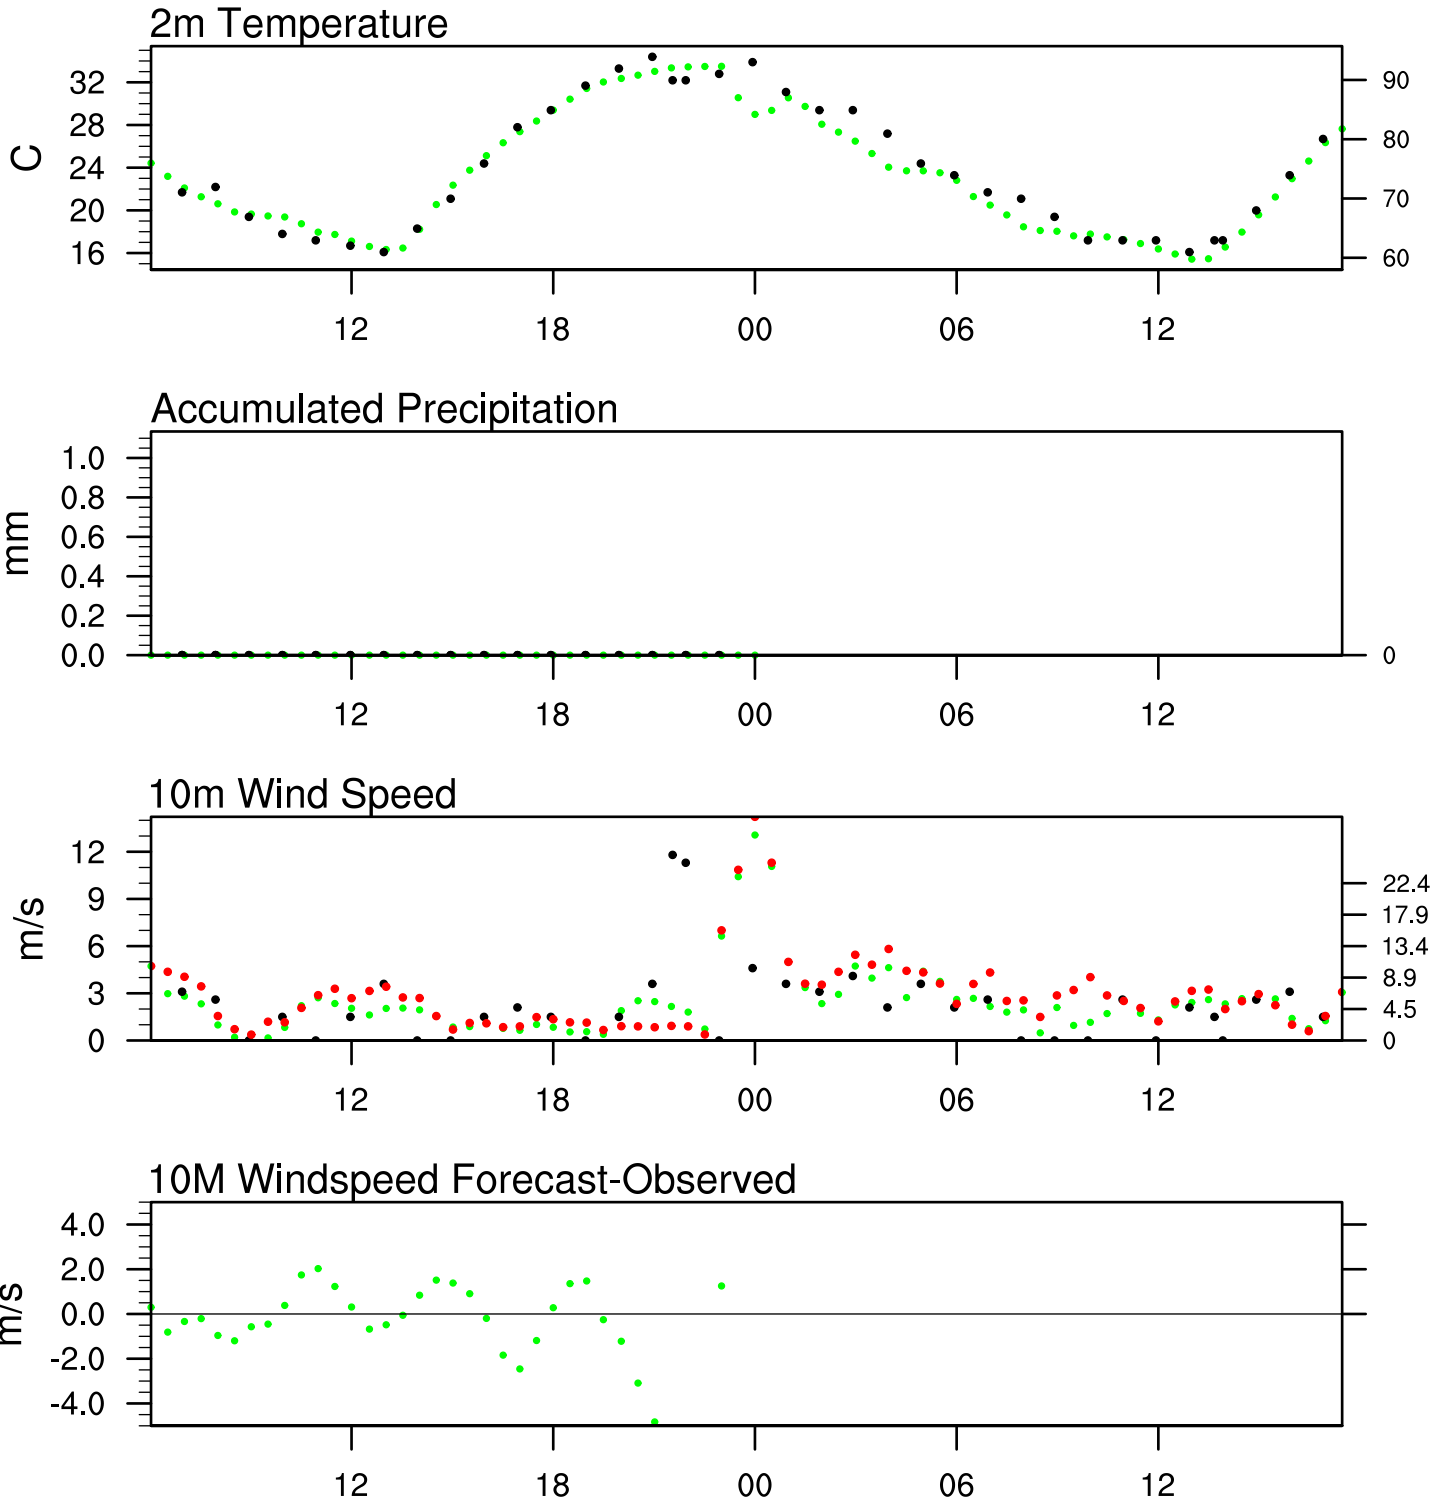 2m Temperature
32
28
24
20
16
C
90
80
70
60
12 18 00 06 12
Accumulated Precipitation
1.0
0.8
0.6
0.4
0.2
0.0
mm
0
12 18 00 06 12
10m Wind Speed
12
9
6
3
0
m/s
22.4
17.9
13.4
8.9
4.5
0
12 18 00 06 12
10M Windspeed Forecast-Observed
4.0
2.0
0.0
-2.0
-4.0
m/s
12 18 00 06 12